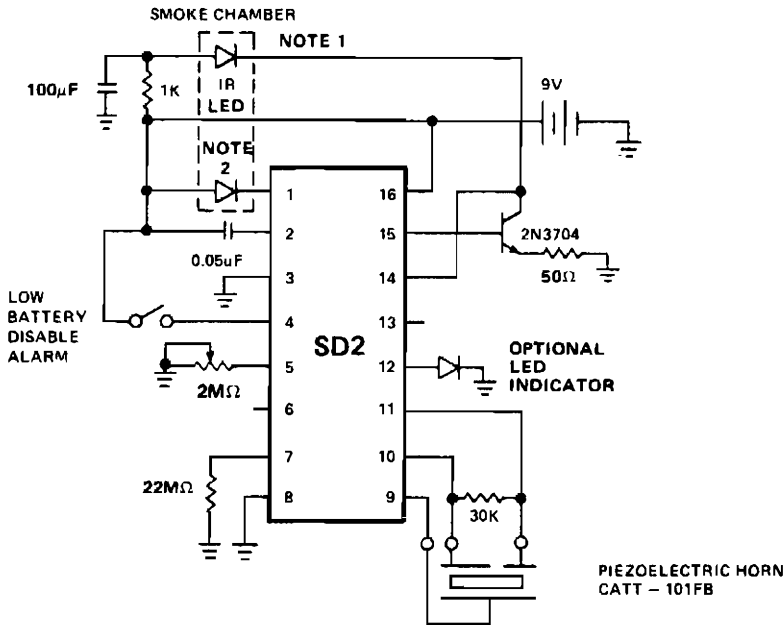 SMOKE CHAMBER
NOTE 1
100μF
1K
IR
LED
9V
NOTE
2
1
16
2
15
2N3704
0.05uF
3
14
50Ω
LOW
BATTERY
DISABLE
ALARM
4
13
SD2
5
12
OPTIONAL
LED
INDICATOR
2MΩ
6
11
7
10
22MΩ
8
9
30K
PIEZOELECTRIC HORN
CATT – 101FB